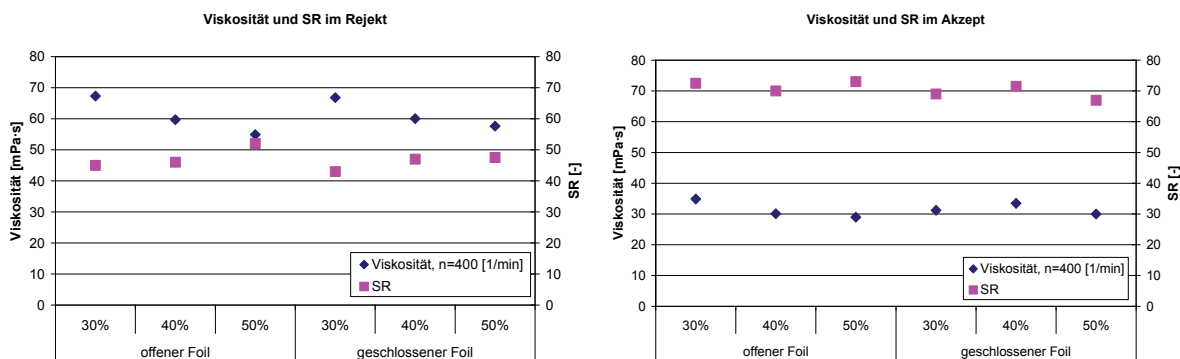 Viskosität und SR im Rejekt
80
70
60
50
40
30
20
10
0
Viskosität [mPa·s]
80
70
60
50
40
30
20
10
0
SR [-]
Viskosität, n=400 [1/min]
SR
30% 40% 50% 30% 40% 50%
offener Foil geschlossener Foil
Viskosität und SR im Akzept
80
70
60
50
40
30
20
10
0
Viskosität [mPa·s]
80
70
60
50
40
30
20
10
0
SR [-]
Viskosität, n=400 [1/min]
SR
30% 40% 50% 30% 40% 50%
offener Foil geschlossener Foil